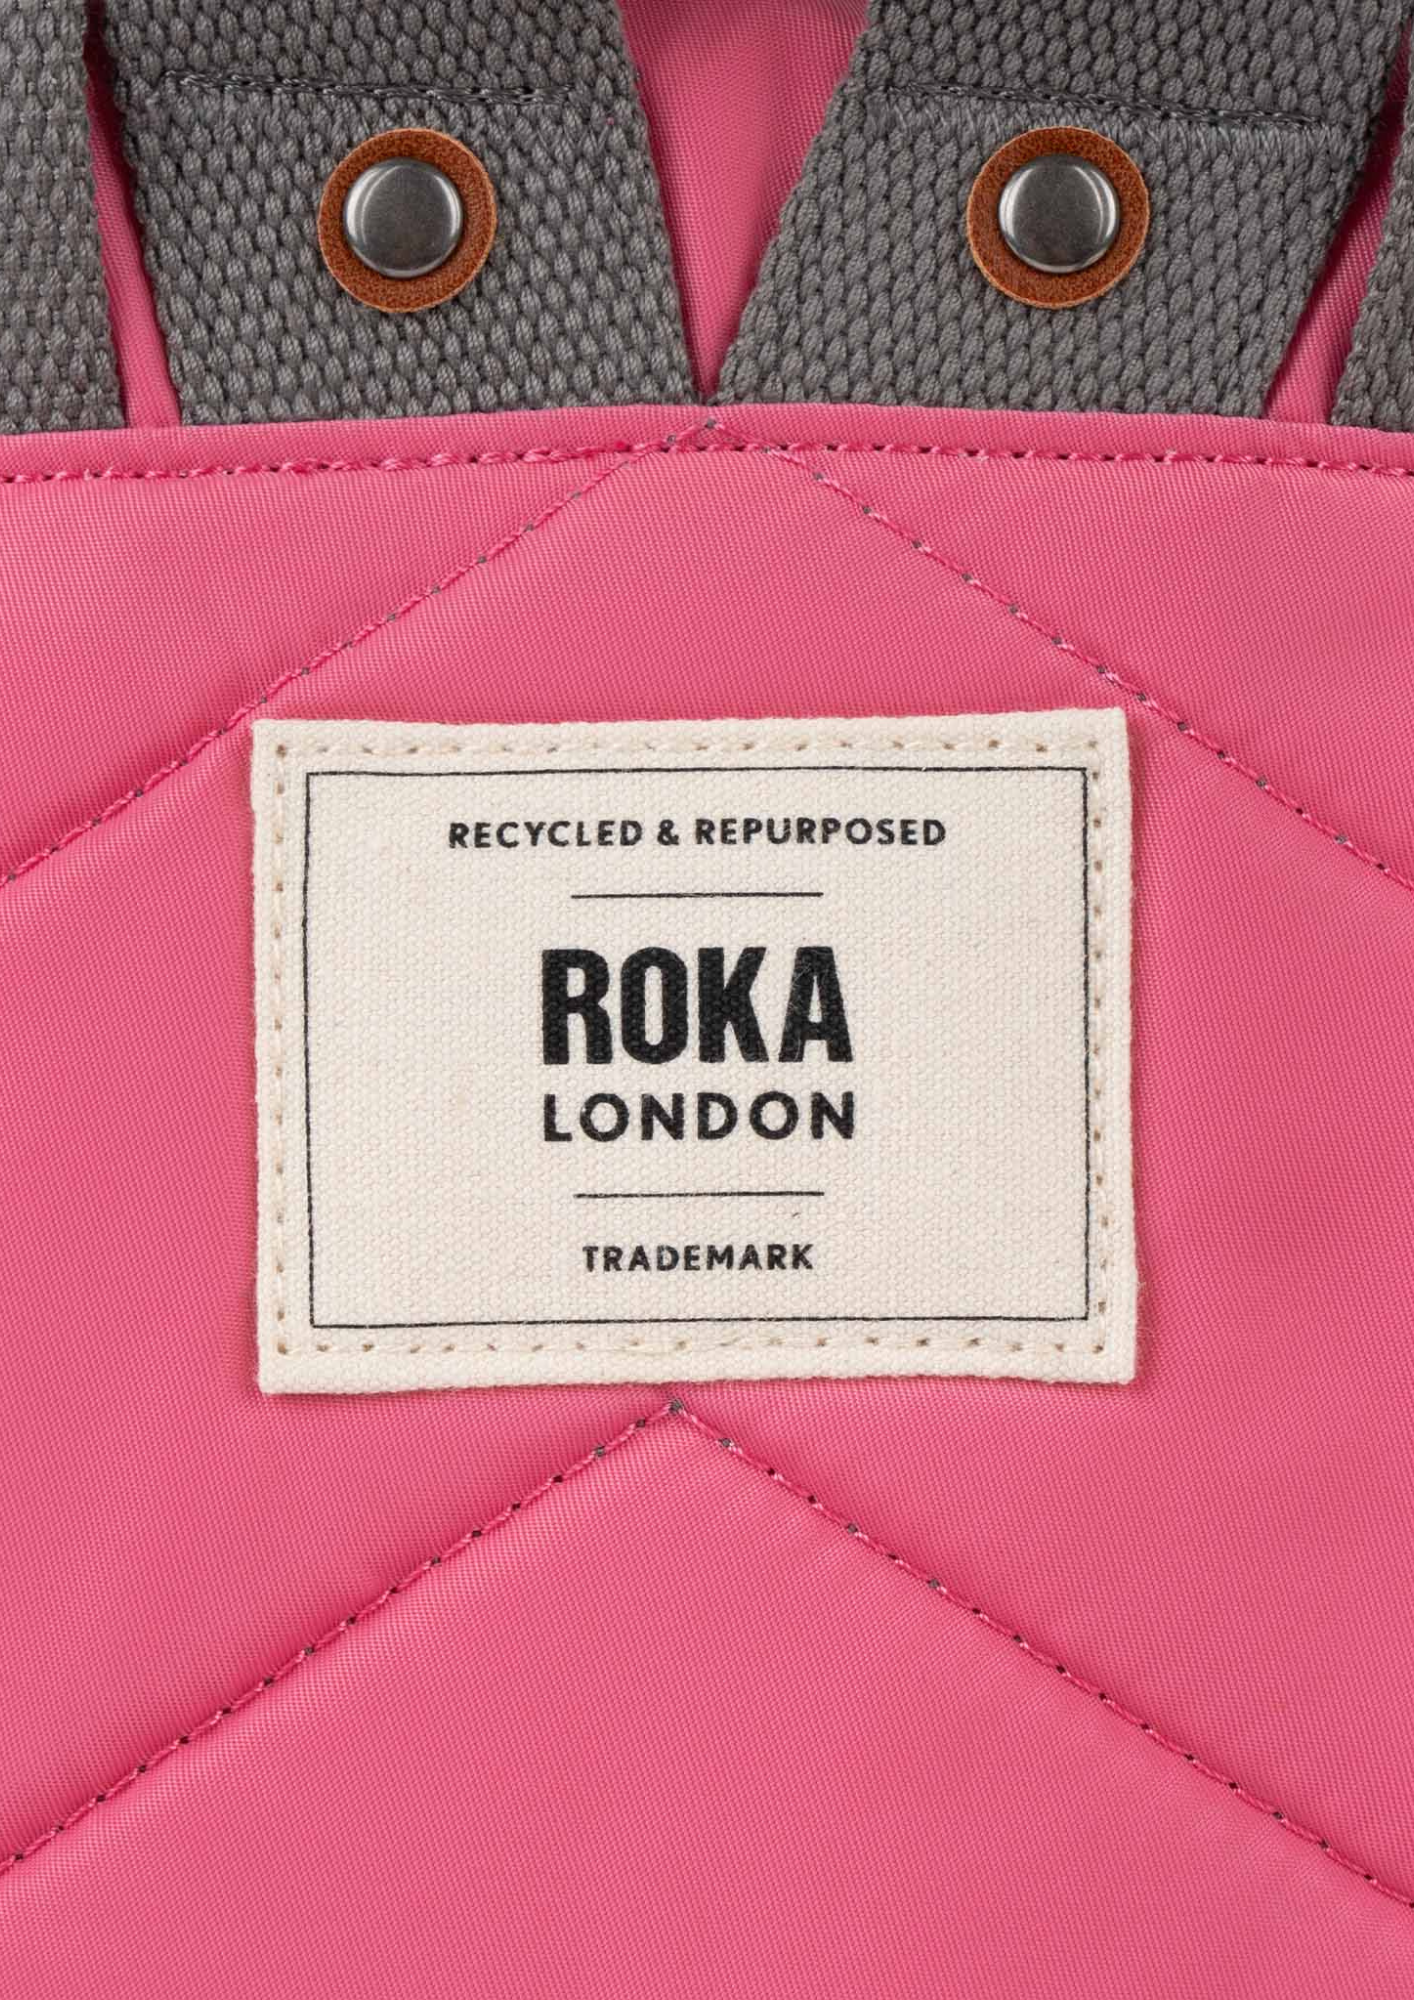 RECYCLED & REPURPOSED
ROKA
LONDON
TRADEMARK